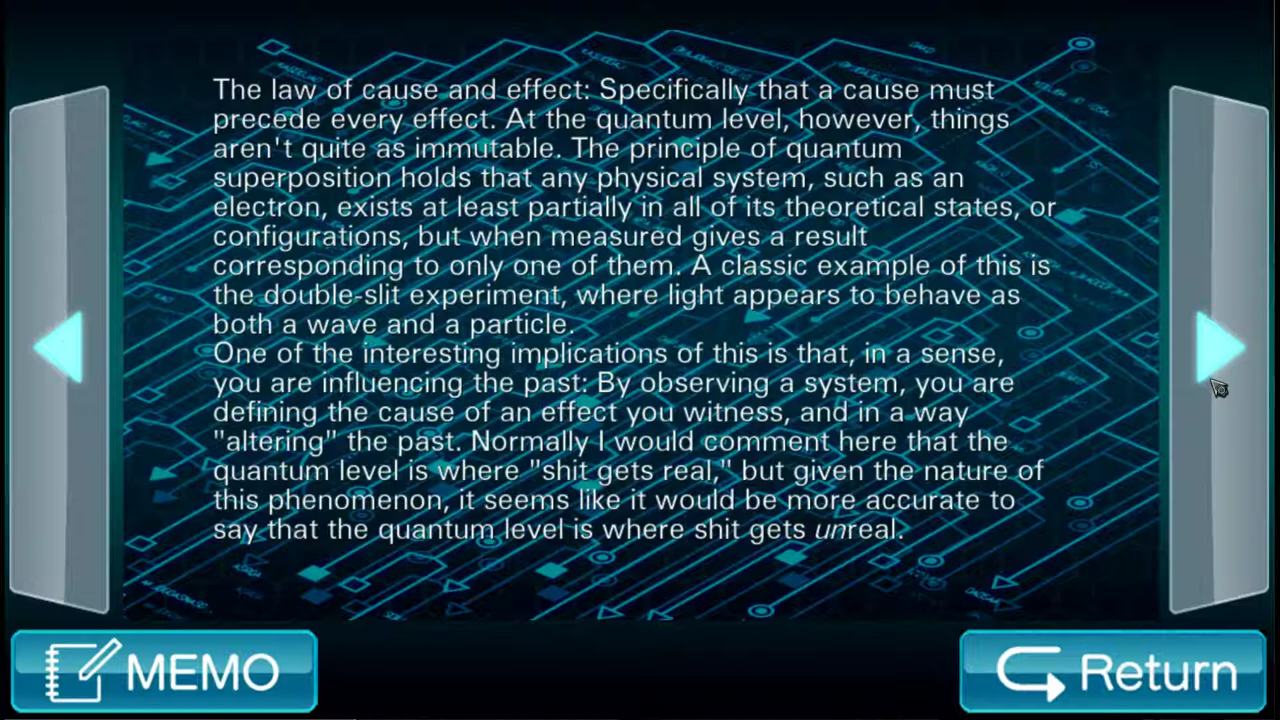 The law of cause and effect: Specifically that a cause must
precede every effect. At the quantum level, however, things
aren't quite as immutable. The principle of quantum
superposition holds that any physical system, such as an
electron, exists at least partially in all of its theoretical states, or
configurations, but when measured gives a result
corresponding to only one of them. A classic example of this is
the double-slit experiment, where light appears to behave as
both a wave and a particle.
One of the interesting implications of this is that, in a sense,
you are influencing the past: By observing a system, you are
defining the cause of an effect you witness, and in a way
"altering" the past. Normally I would comment here that the
quantum level is where "shit gets real," but given the nature of
this phenomenon, it seems like it would be more accurate to
say that the quantum level is where shit gets unreal.
MEMO
Return